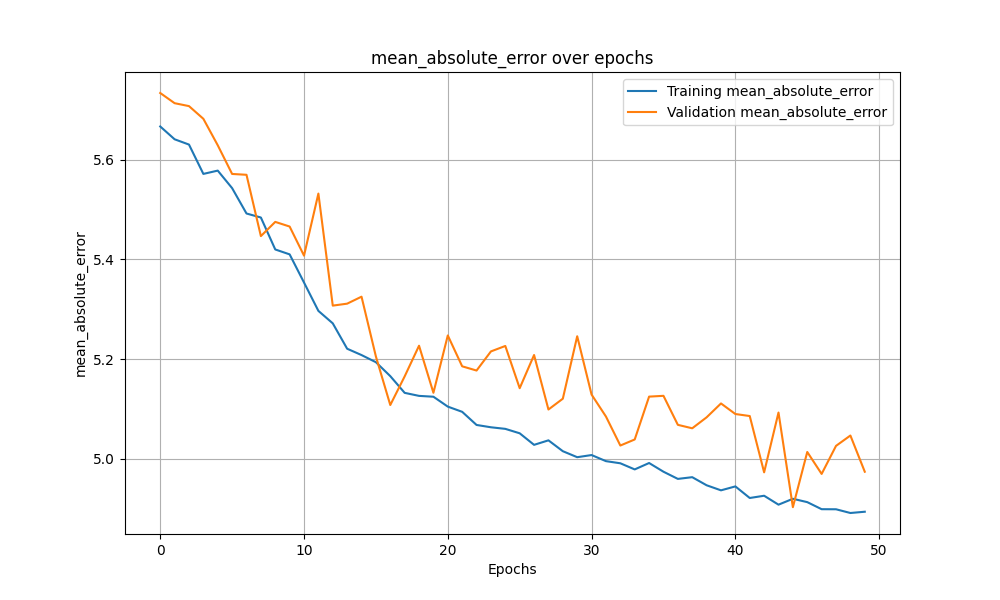 mean_absolute_error over epochs
Training mean_absolute_error
Validation mean_absolute_error
mean_absolute_error
5.6
5.4
5.2
5.0
0 10 20 30 40 50
Epochs